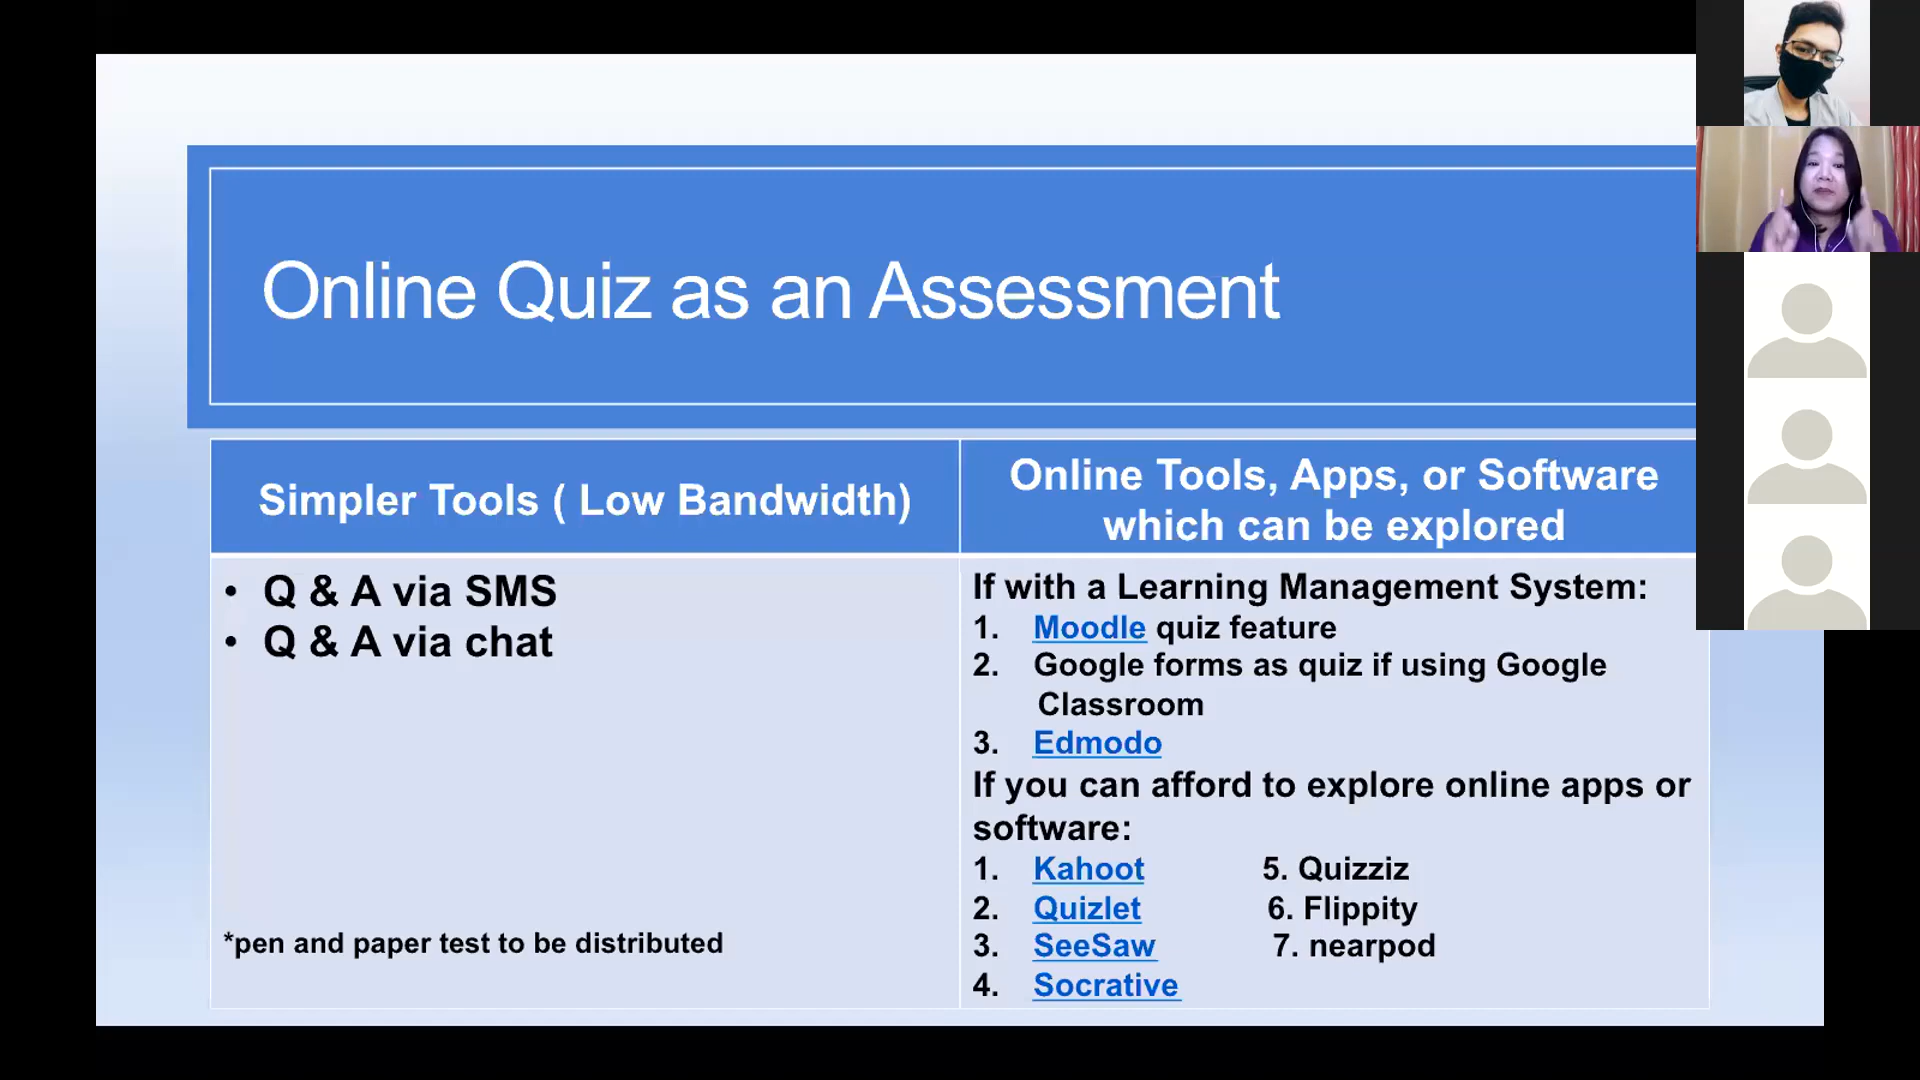 Online Quiz as an Assessment
Simpler Tools ( Low Bandwidth)
• Q & A via SMS
• Q & A via chat
*pen and paper test to be distributed
Online Tools, Apps, or Software
which can be explored
If with a Learning Management System:
1. Moodle quiz feature
2. Google forms as quiz if using Google
Classroom
3. Edmodo
If you can afford to explore online apps or
software:
1. Kahoot 5. Quizziz
2. Quizlet 6. Flippity
3. SeeSaw 7. nearpod
4. Socrative